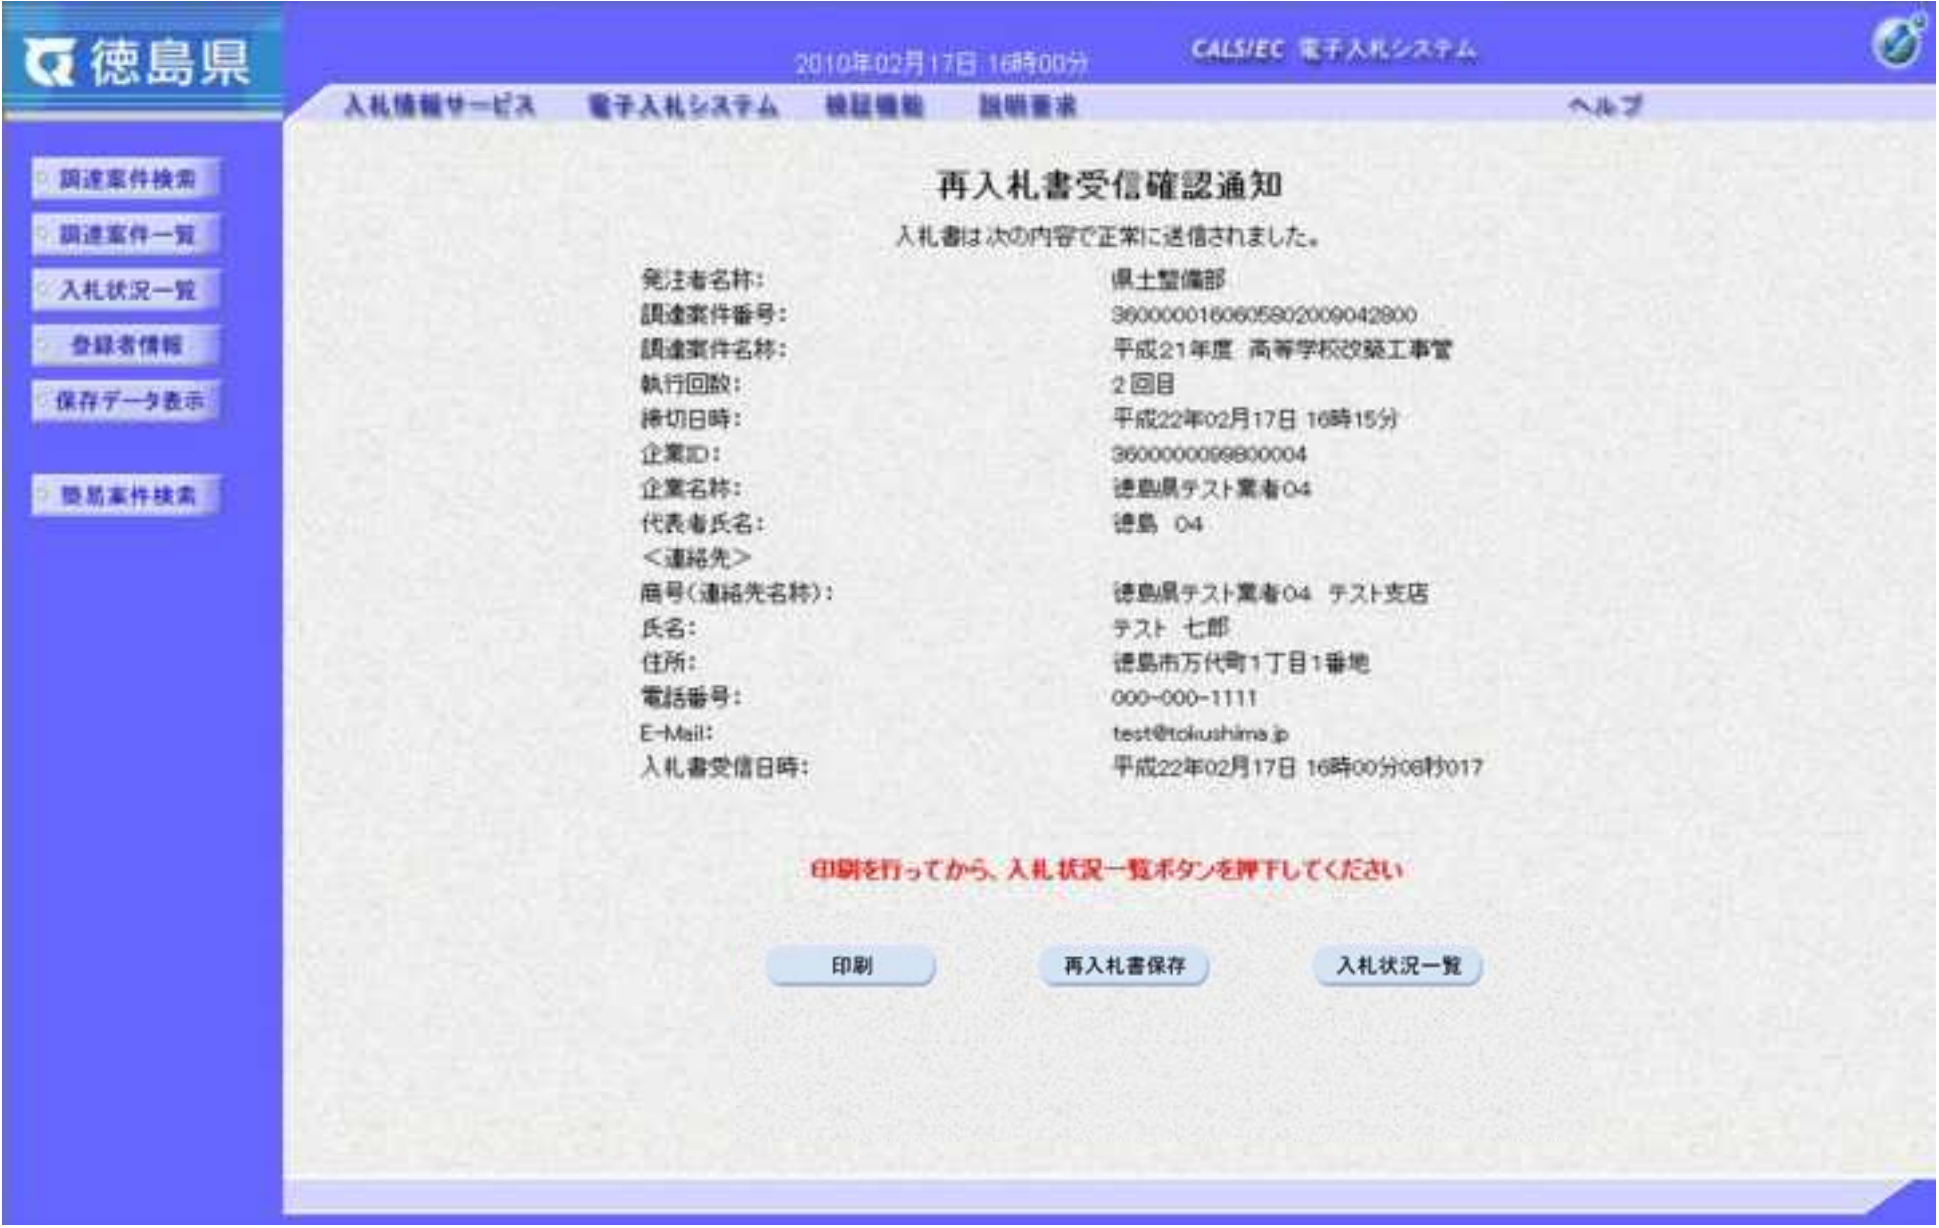 徳島県
2010年02月17日 16時00分
CALS/EC 電子入札システム
入札情報サービス 電子入札システム 検証機能 説明要求 ヘルプ
調達案件検索
調達案件一覧
入札状況一覧
登録者情報
保存データ表示
簡易案件検索
再入札書受信確認通知
入札書は次の内容で正常に送信されました。
発注者名称: 県土整備部
調達案件番号: 3600000160605802009042800
調達案件名称: 平成21年度 高等学校改築工事管
執行回数: 2回目
締切日時: 平成22年02月17日 16時15分
企業ID: 3600000099800004
企業名称: 徳島県テスト業者04
代表者氏名: 徳島 04
<連絡先>
商号(連絡先名称): 徳島県テスト業者04 テスト支店
氏名: テスト 七郎
住所: 徳島市万代町1丁目1番地
電話番号: 000-000-1111
E-Mail: test@tokushima.jp
入札書受信日時: 平成22年02月17日 16時00分08秒017
印刷を行ってから、入札状況一覧ボタンを押下してください
印刷 再入札書保存 入札状況一覧